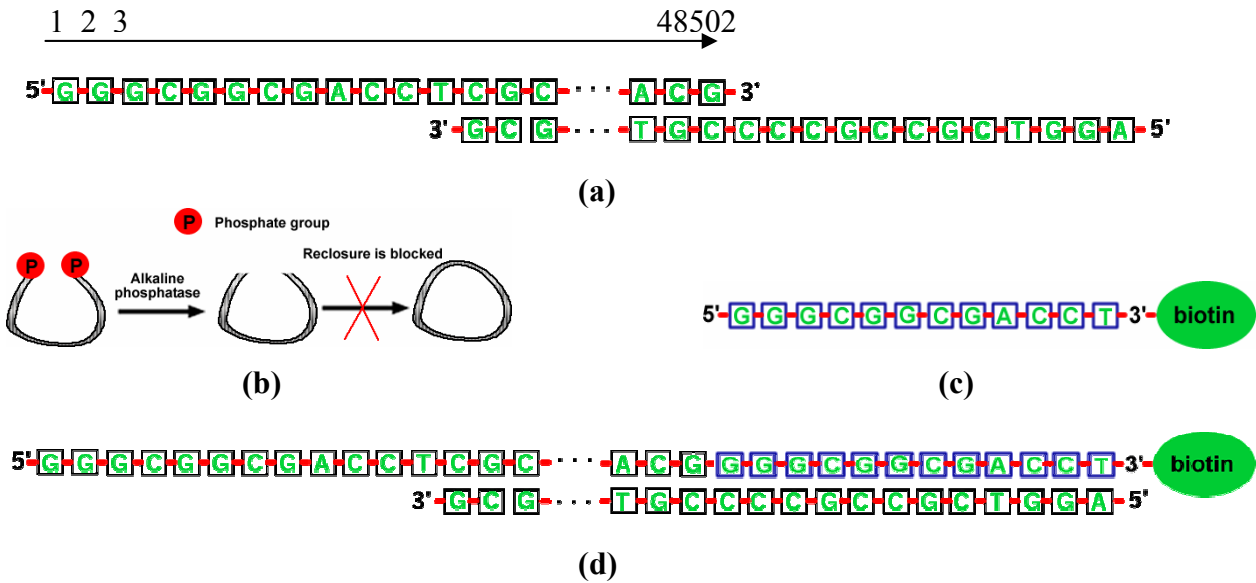 1 2 3 48502
5' G G G C G G C G A C C T C G C ···· A C G 3'
3' G C G ···· T G C C C C G C C G C T G G A 5'
(a)
P Phosphate group
P P
Alkaline
phosphatase
Reclosure is blocked
(b)
5' G G G C G G C G A C C T 3' biotin
(c)
5' G G G C G G C G A C C T C G C ···· A C G G G G C G G C G A C C T 3' biotin
3' G C G ···· T G C C C C G C C G C T G G A 5'
(d)